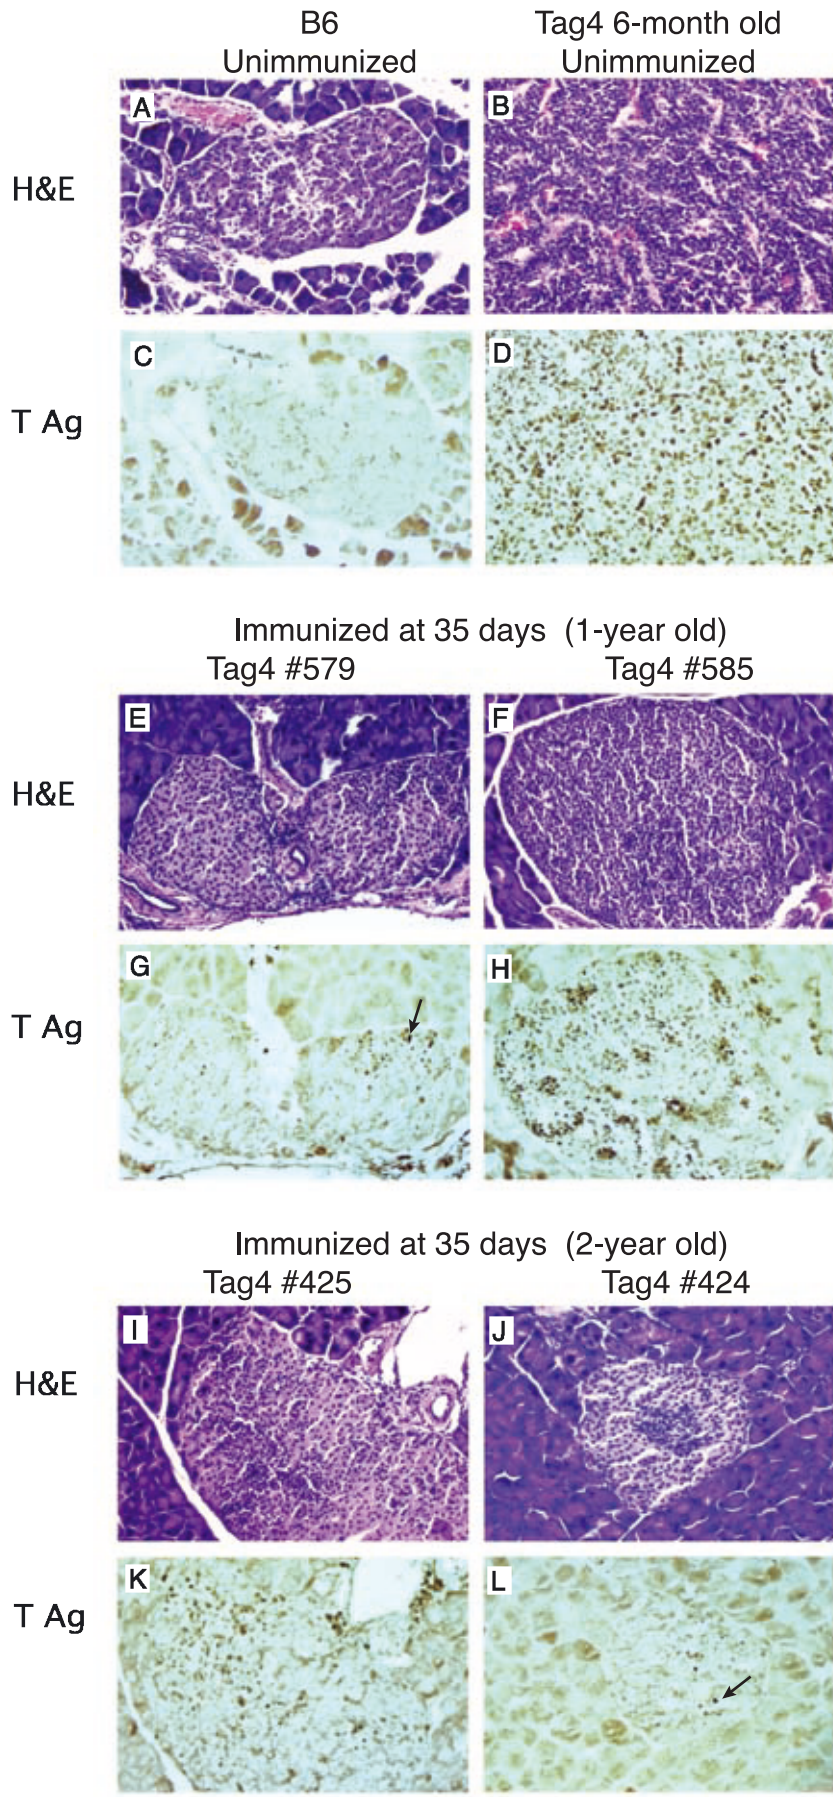 B6
Unimmunized
Tag4 6-month old
Unimmunized
H&E
A
B
T Ag
C
D
Immunized at 35 days (1-year old)
Tag4 #579
Tag4 #585
H&E
E
F
T Ag
G
H
Immunized at 35 days (2-year old)
Tag4 #425
Tag4 #424
H&E
I
J
T Ag
K
L